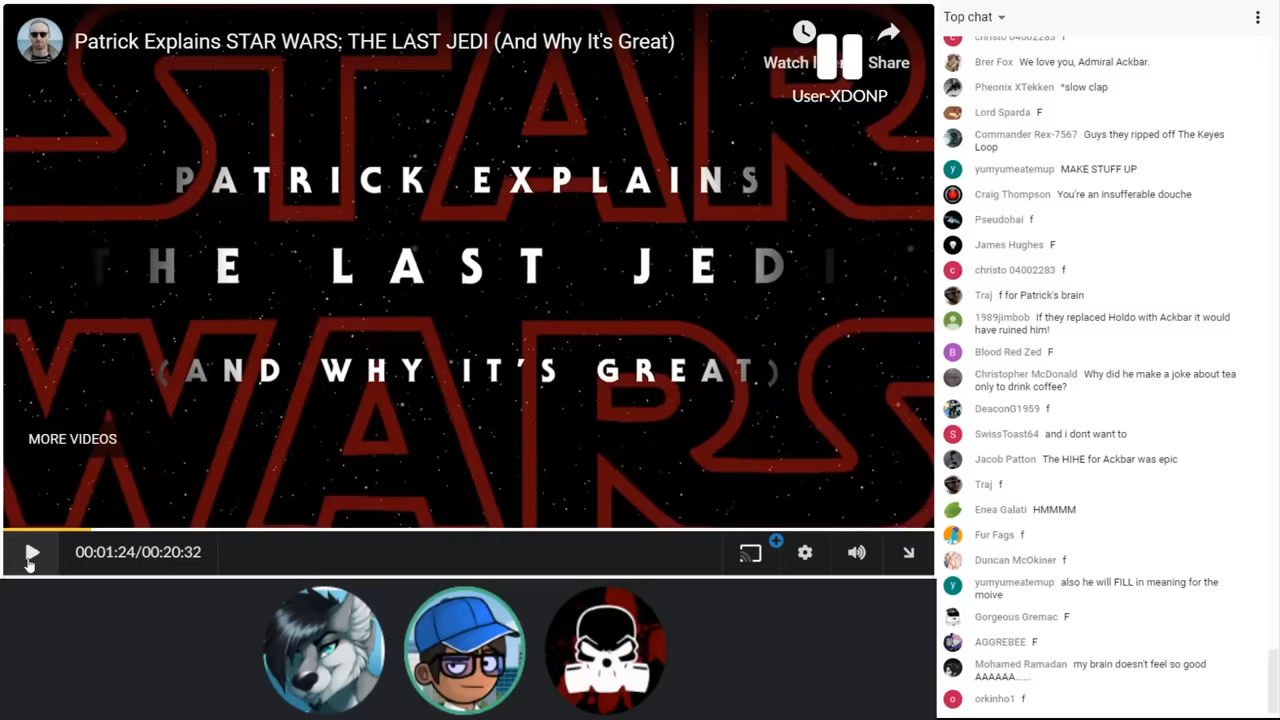 Patrick Explains STAR WARS: THE LAST JEDI (And Why It's Great)
Watch
Share
User-XDONP
STAR
PATRICK EXPLAINS
THE LAST JEDI
(AND WHY IT'S GREAT)
WARS
MORE VIDEOS
00:01:24/00:20:32
Top chat
christo 04002283 f
Brer Fox We love you, Admiral Ackbar.
Pheonix XTekken *slow clap
Lord Sparda F
Commander Rex-7567 Guys they ripped off The Keyes
Loop
y
yumyumeatemup MAKE STUFF UP
Craig Thompson You're an insufferable douche
Pseudohai f
James Hughes F
c
christo 04002283 f
Traj f for Patrick's brain
1989jimbob If they replaced Holdo with Ackbar it would
have ruined him!
B
Blood Red Zed F
Christopher McDonald Why did he make a joke about tea
only to drink coffee?
DeaconG1959 f
S
SwissToast64 and i dont want to
Jacob Patton The HIHE for Ackbar was epic
Traj f
Enea Galati HMMMM
Fur Fags f
Duncan McOkiner f
y
yumyumeatemup also he will FILL in meaning for the
moive
Gorgeous Gremac F
AGGREBEE F
Mohamed Ramadan my brain doesn't feel so good
AAAAAA......
o
orkinho1 f